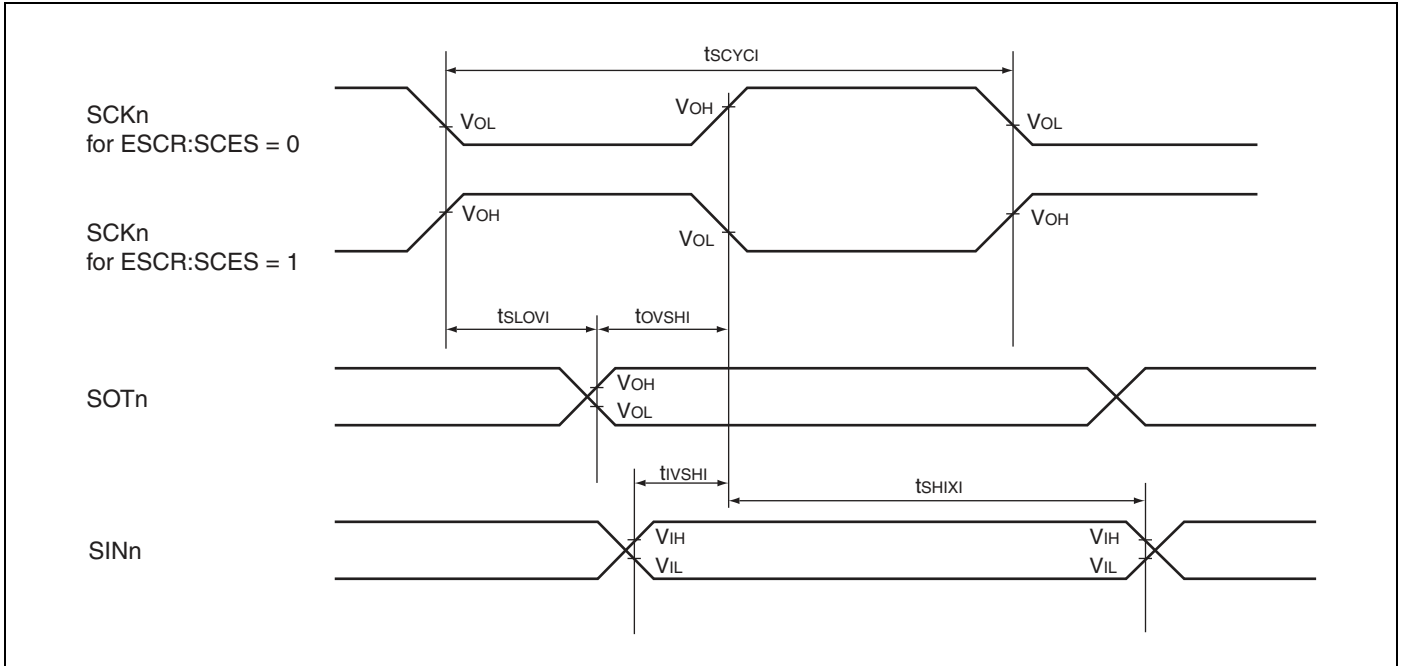 tSCYCI
SCKn
for ESCR:SCES = 0
VOL
VOH
VOL
SCKn
for ESCR:SCES = 1
VOH
VOL
VOH
tSLOVI
tOVSHI
SOTn
VOH
VOL
tIVSHI
tSHIXI
SINn
VIH
VIL
VIH
VIL